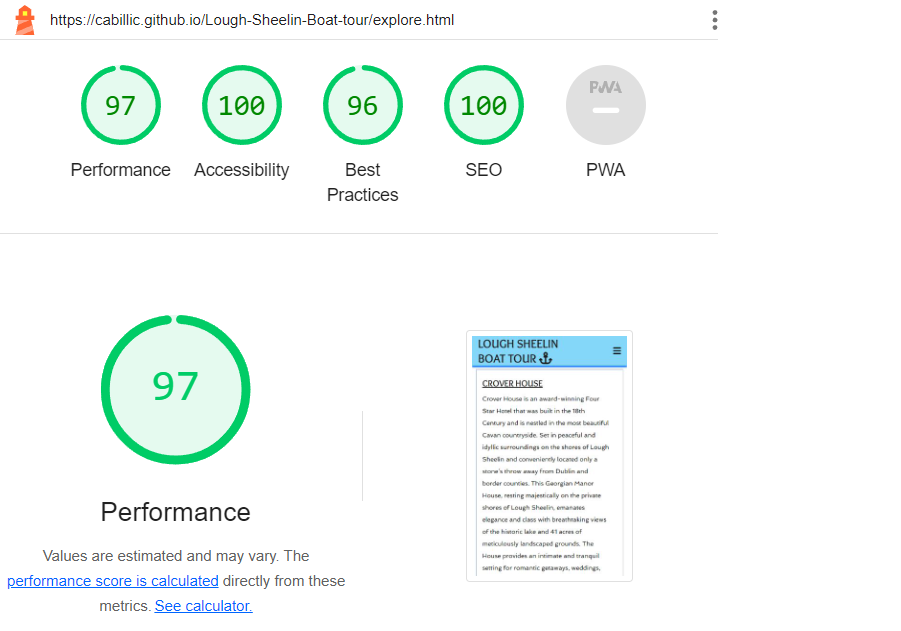 https://cabillic.github.io/Lough-Sheelin-Boat-tour/explore.html
97
100
96
100
PWA
Performance
Accessibility
Best
Practices
SEO
PWA
97
Performance
Values are estimated and may vary. The
performance score is calculated directly from these
metrics. See calculator.
LOUGH SHEELIN
BOAT TOUR
CROVER HOUSE
Crover House is an award-winning Four
Star Hotel that was built in the 18th
Century and is nestled in the most beautiful
Cavan countryside. Set in peaceful and
idyllic surroundings on the shores of Lough
Sheelin and conveniently located only a
stone's throw away from Dublin and
border counties. This Georgian Manor
House, resting majestically on the private
shores of Lough Sheelin, emanates
elegance and class with breathtaking views
of the historic lake and 41 acres of
meticulously landscaped grounds. The
House provides an intimate and tranquil
setting for romantic getaways, weddings,